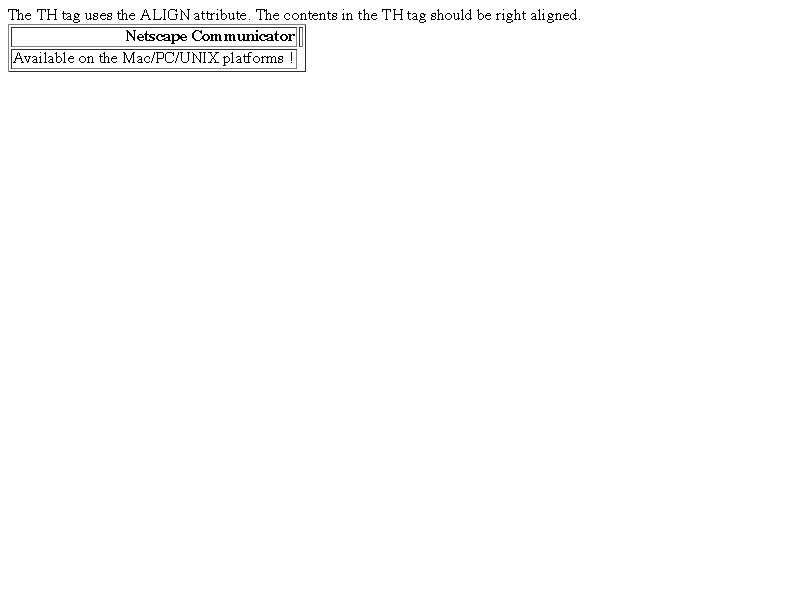 The TH tag uses the ALIGN attribute. The contents in the TH tag should be right aligned.
Netscape Communicator
Available on the Mac/PC/UNIX platforms !